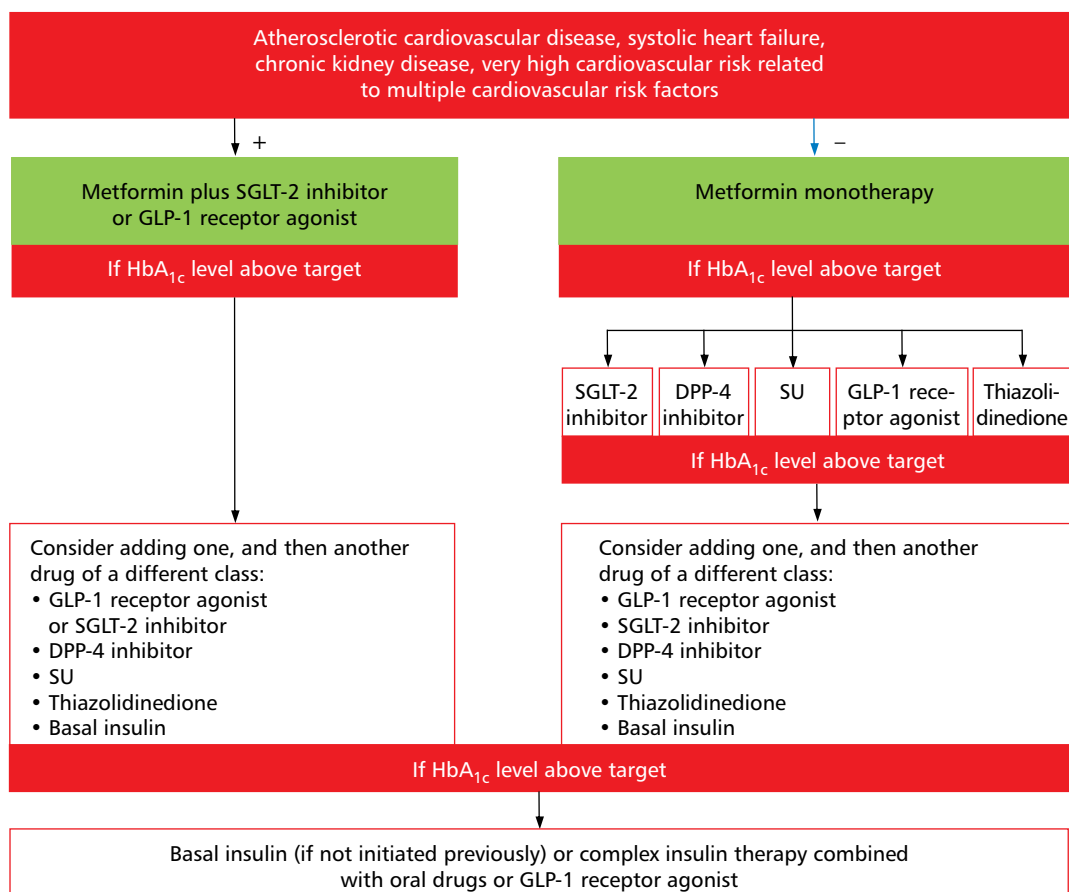 Atherosclerotic cardiovascular disease, systolic heart failure,
chronic kidney disease, very high cardiovascular risk related
to multiple cardiovascular risk factors
+
–
Metformin plus SGLT-2 inhibitor
or GLP-1 receptor agonist
If HbA1c level above target
Metformin monotherapy
If HbA1c level above target
SGLT-2
inhibitor
DPP-4
inhibitor
SU
GLP-1 rece-
ptor agonist
Thiazoli-
dinedione
If HbA1c level above target
Consider adding one, and then another
drug of a different class:
• GLP-1 receptor agonist
or SGLT-2 inhibitor
• DPP-4 inhibitor
• SU
• Thiazolidinedione
• Basal insulin
Consider adding one, and then another
drug of a different class:
• GLP-1 receptor agonist
• SGLT-2 inhibitor
• DPP-4 inhibitor
• SU
• Thiazolidinedione
• Basal insulin
If HbA1c level above target
Basal insulin (if not initiated previously) or complex insulin therapy combined
with oral drugs or GLP-1 receptor agonist